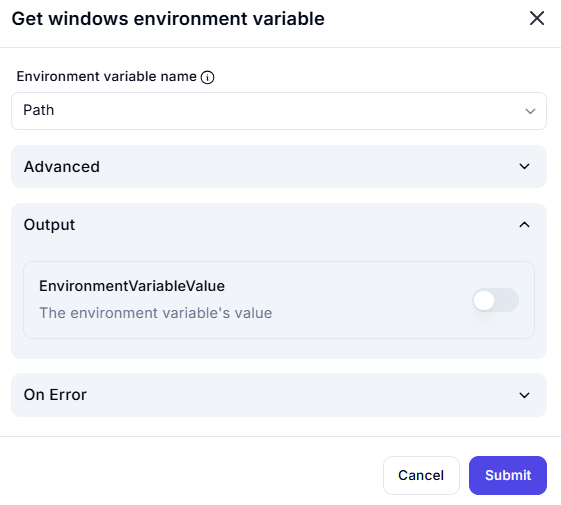 Get windows environment variable
Environment variable name
Path
Advanced
Output
EnvironmentVariableValue
The environment variable's value
On Error
Cancel
Submit